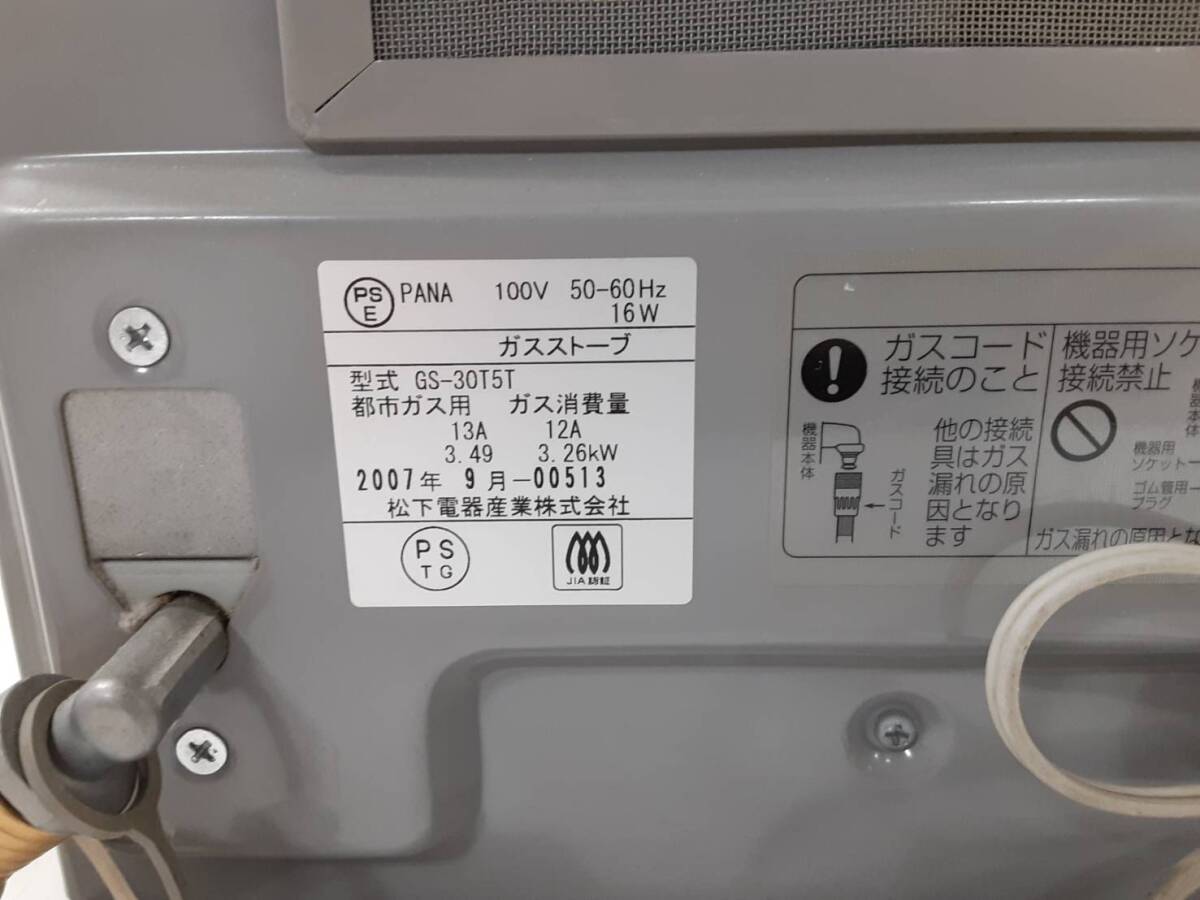 PS E PANA 100V 50-60Hz
16W
ガスストーブ
型式 GS-30T5T
都市ガス用 ガス消費量
13A 12A
3.49 3.26kW
2007年 9月-00513
松下電器産業株式会社
PS TG
JIA 認証
ガスコード
接続のこと
機器本体
ガスコード
他の接続
具はガス
漏れの原
因となり
ます
機器用ソケ
接続禁止
機器本体
機器用
ソケット
ゴム管用
プラグ
ガス漏れの原因とな